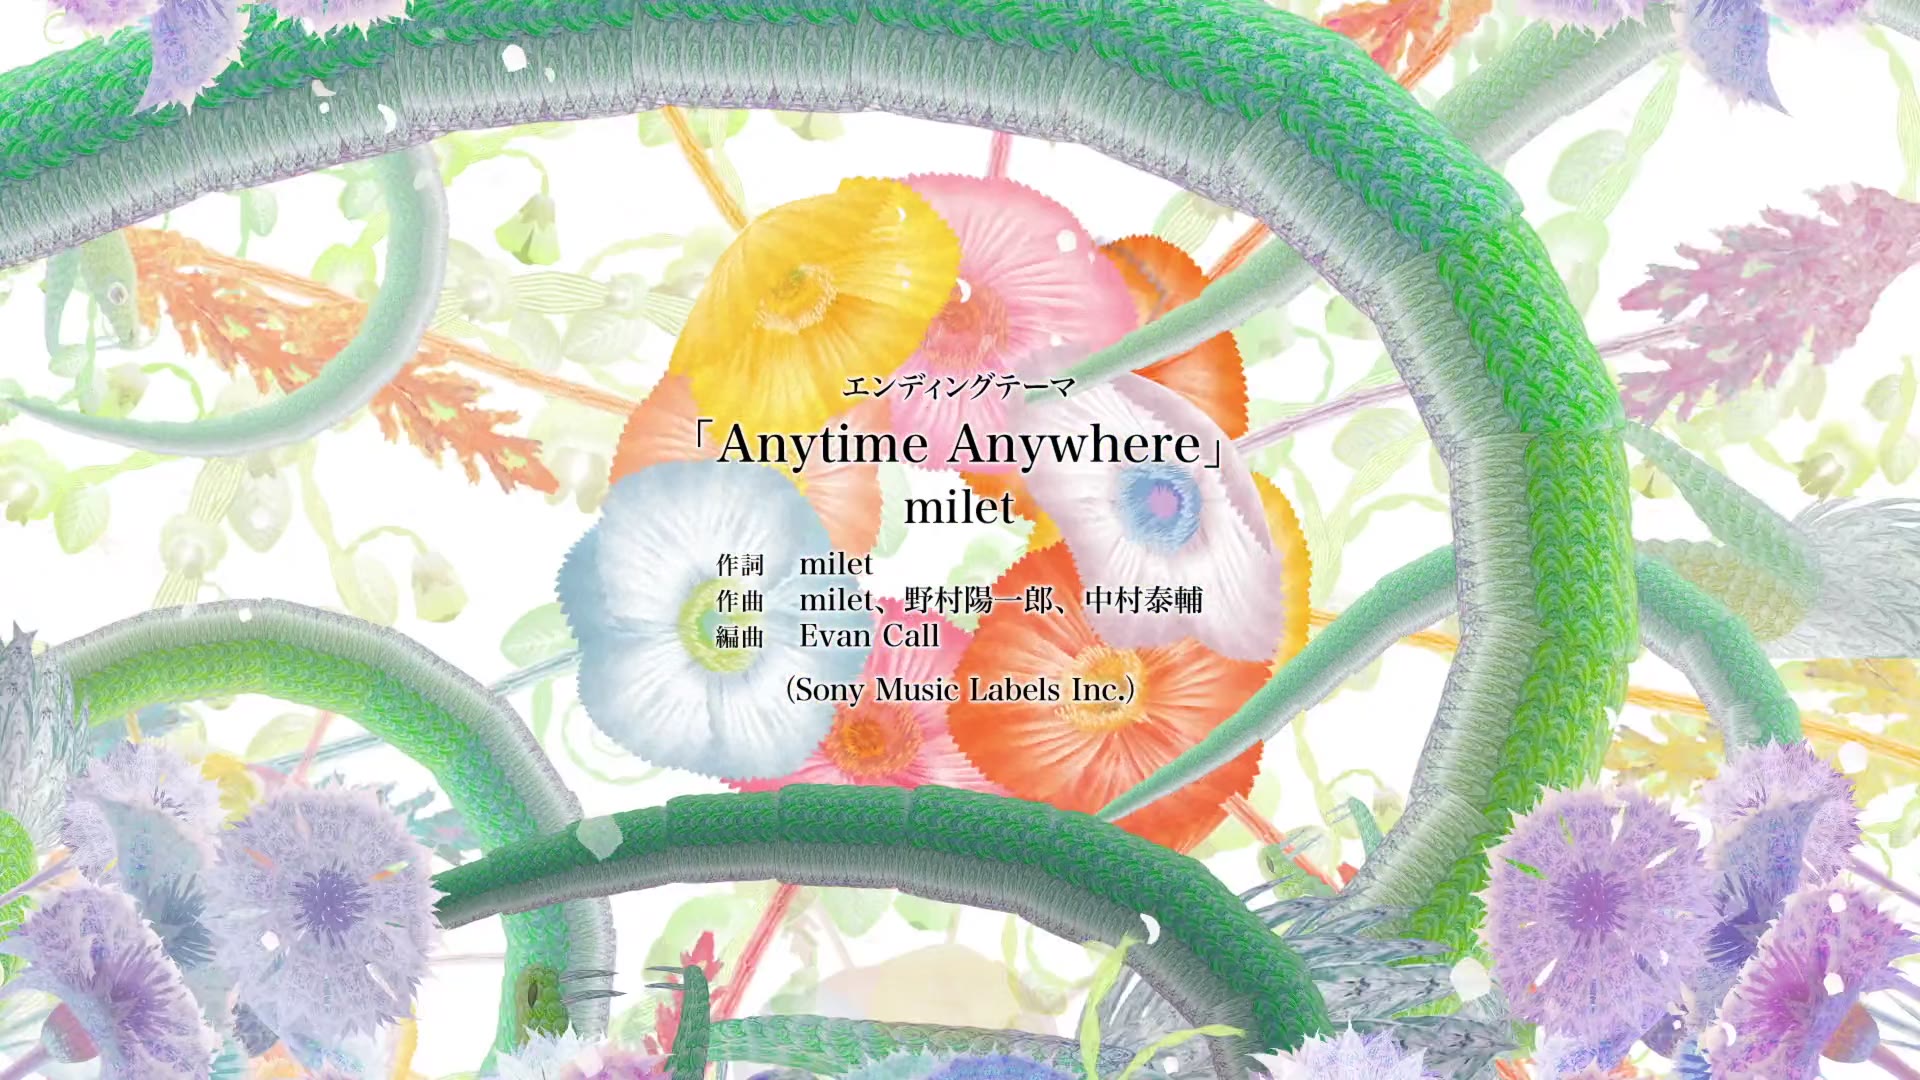 エンディングテーマ
「Anytime Anywhere」
milet
作詞 milet
作曲 milet、野村陽一郎、中村泰輔
編曲 Evan Call
（Sony Music Labels Inc.）